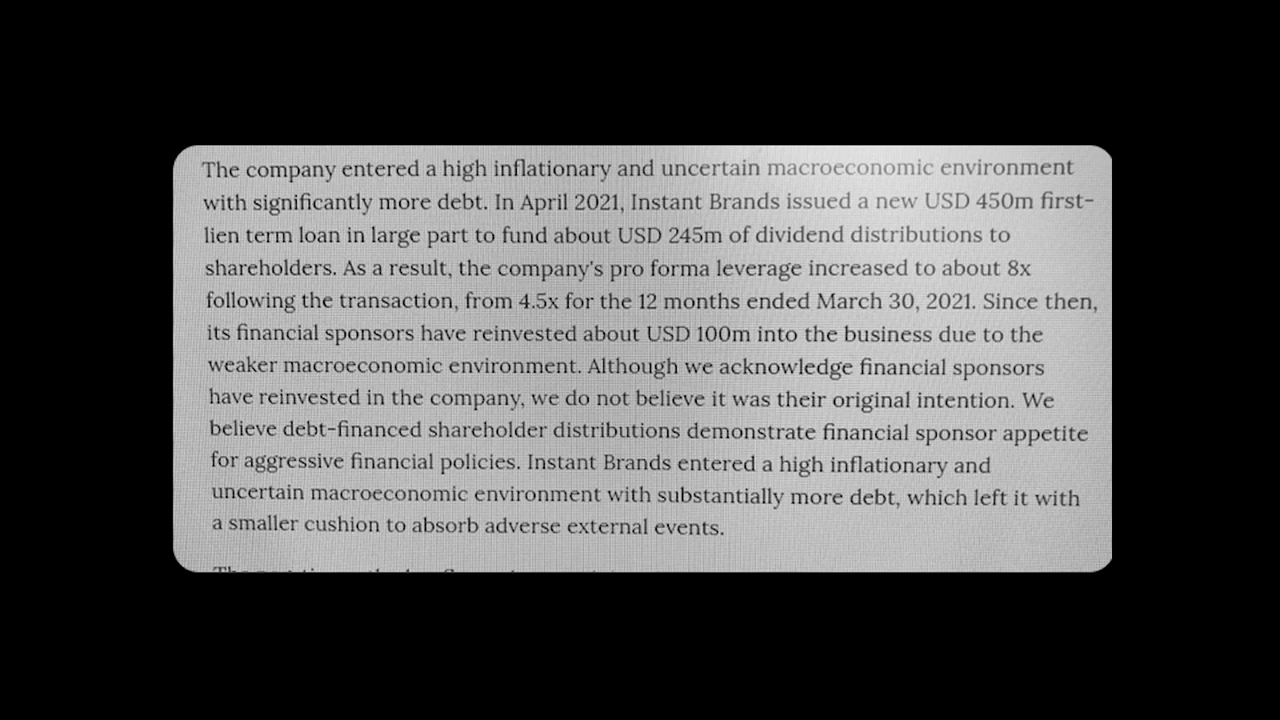 The company entered a high inflationary and uncertain macroeconomic environment
with significantly more debt. In April 2021, Instant Brands issued a new USD 450m first-
lien term loan in large part to fund about USD 245m of dividend distributions to
shareholders. As a result, the company's pro forma leverage increased to about 8x
following the transaction, from 4.5x for the 12 months ended March 30, 2021. Since then,
its financial sponsors have reinvested about USD 100m into the business due to the
weaker macroeconomic environment. Although we acknowledge financial sponsors
have reinvested in the company, we do not believe it was their original intention. We
believe debt-financed shareholder distributions demonstrate financial sponsor appetite
for aggressive financial policies. Instant Brands entered a high inflationary and
uncertain macroeconomic environment with substantially more debt, which left it with
a smaller cushion to absorb adverse external events.